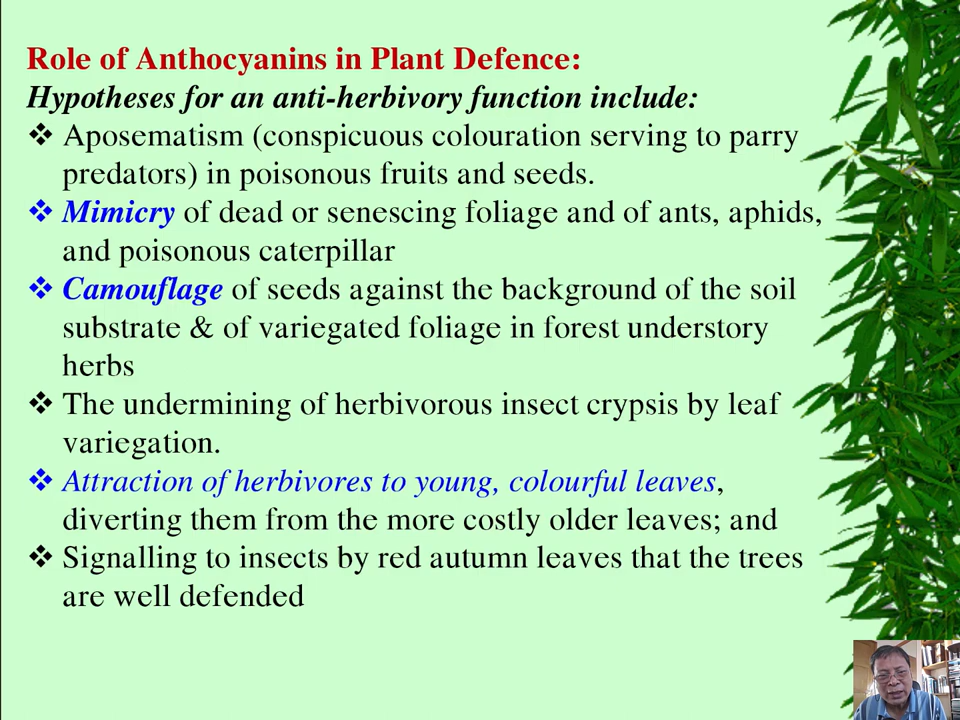 Role of Anthocyanins in Plant Defence:
Hypotheses for an anti-herbivory function include:
❖ Aposematism (conspicuous colouration serving to parry
predators) in poisonous fruits and seeds.
❖ Mimicry of dead or senescing foliage and of ants, aphids,
and poisonous caterpillar
❖ Camouflage of seeds against the background of the soil
substrate & of variegated foliage in forest understory
herbs
❖ The undermining of herbivorous insect crypsis by leaf
variegation.
❖ Attraction of herbivores to young, colourful leaves,
diverting them from the more costly older leaves; and
❖ Signalling to insects by red autumn leaves that the trees
are well defended